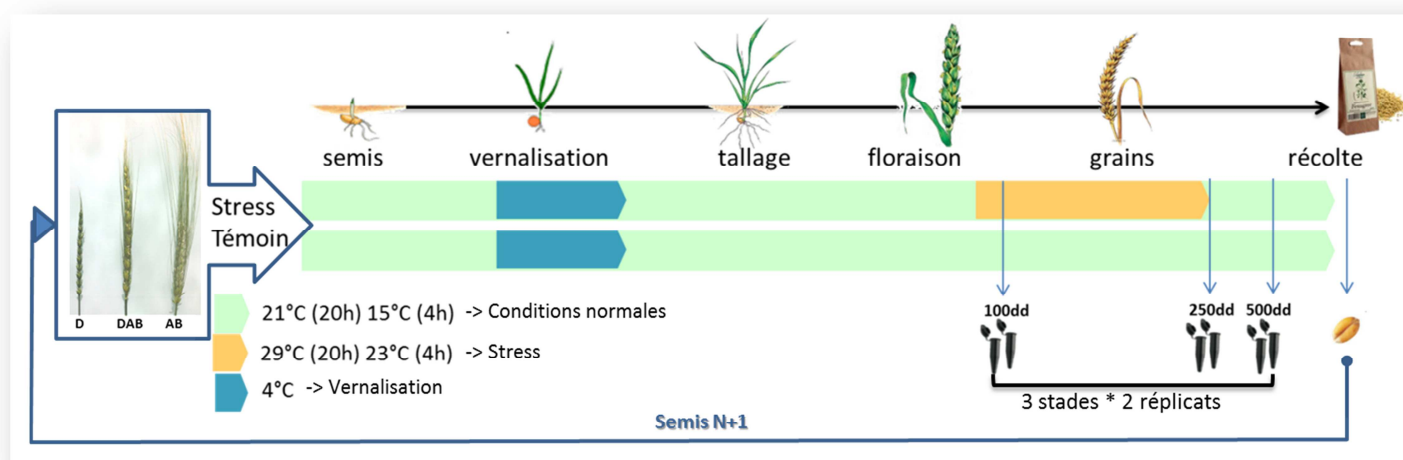 semis vernalisation tallage floraison grains récolte
Stress
Témoin
D DAB AB
21°C (20h) 15°C (4h) -> Conditions normales
29°C (20h) 23°C (4h) -> Stress
4°C -> Vernalisation
100dd 250dd 500dd
3 stades * 2 réplicats
Semis N+1